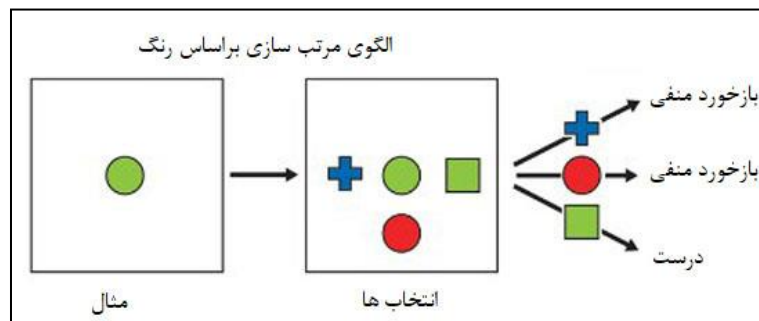 الگوی مرتب سازی براساس رنگ
بازخورد منفی
بازخورد منفی
درست
انتخاب ها
مثال